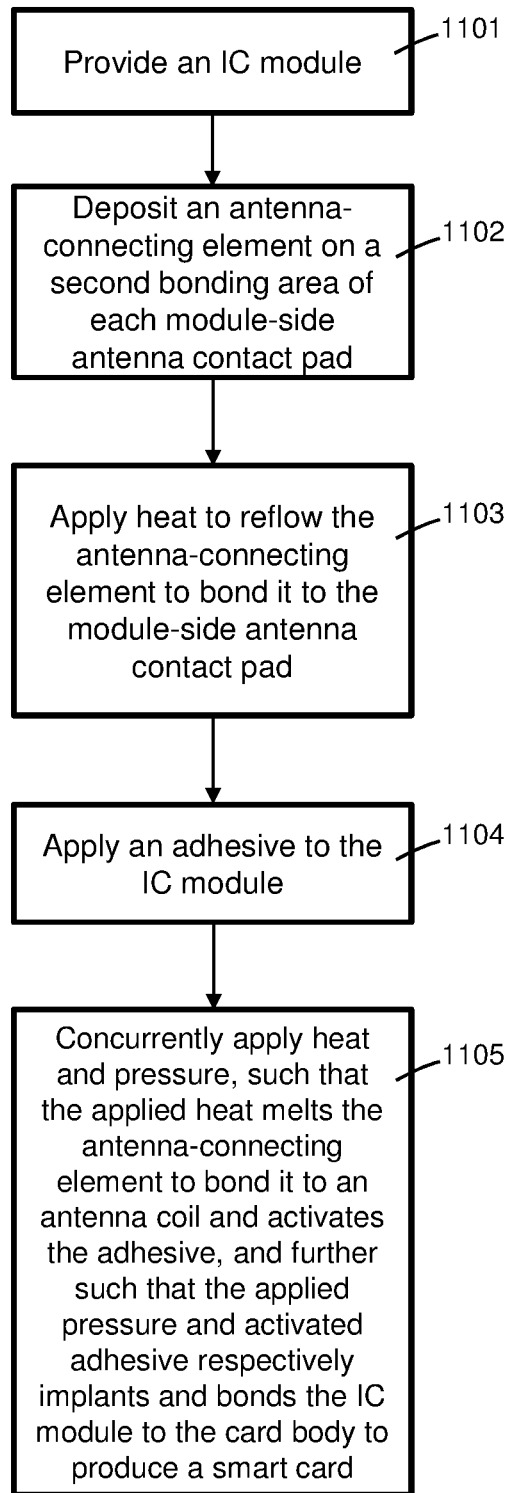 1101
Provide an IC module
1102
Deposit an antenna-
connecting element on a
second bonding area of
each module-side
antenna contact pad
1103
Apply heat to reflow the
antenna-connecting
element to bond it to the
module-side antenna
contact pad
1104
Apply an adhesive to the
IC module
1105
Concurrently apply heat
and pressure, such that
the applied heat melts the
antenna-connecting
element to bond it to an
antenna coil and activates
the adhesive, and further
such that the applied
pressure and activated
adhesive respectively
implants and bonds the IC
module to the card body to
produce a smart card